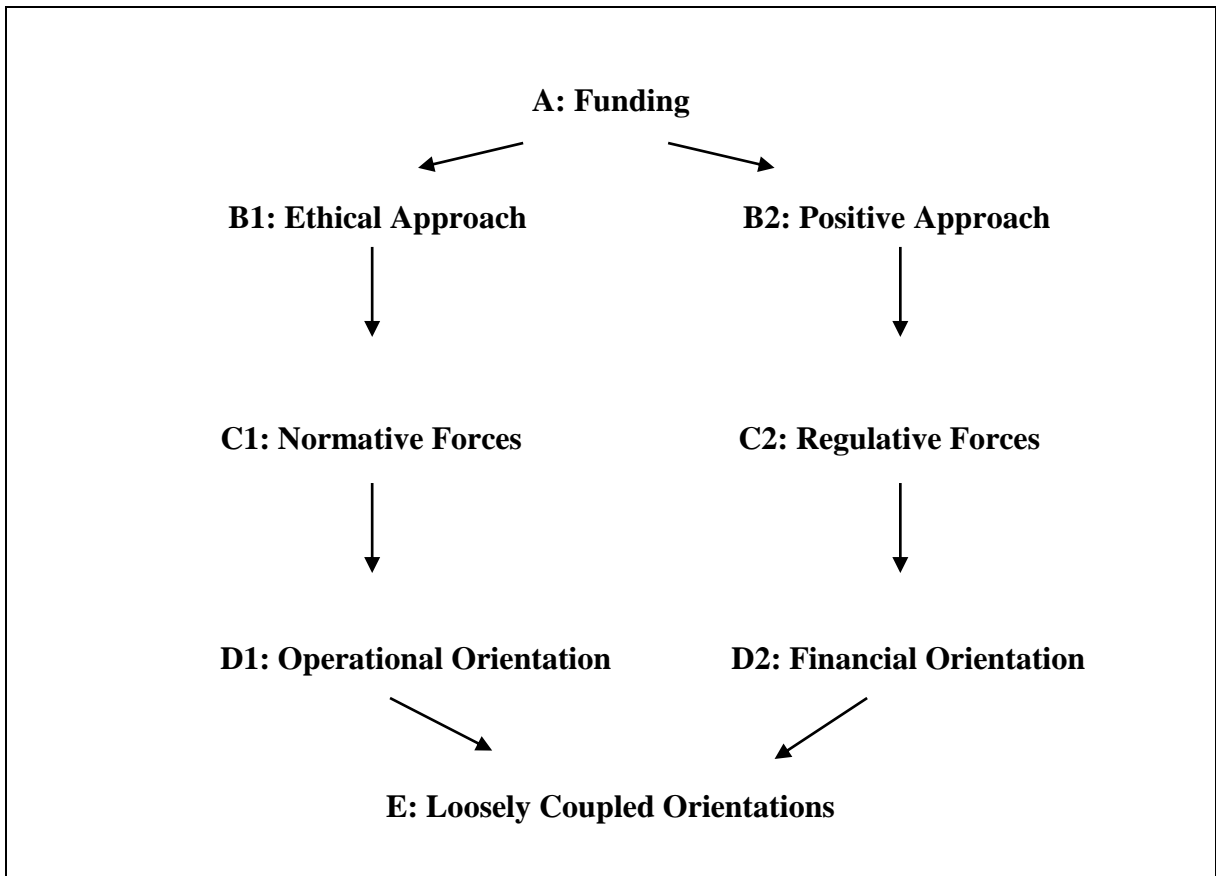 A: Funding
B1: Ethical Approach
B2: Positive Approach
C1: Normative Forces
C2: Regulative Forces
D1: Operational Orientation
D2: Financial Orientation
E: Loosely Coupled Orientations